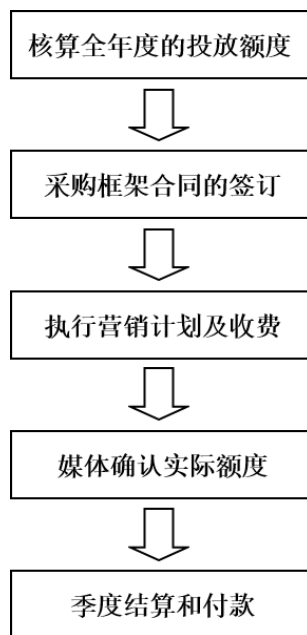 核算全年度的投放额度
采购框架合同的签订
执行营销计划及收费
媒体确认实际额度
季度结算和付款